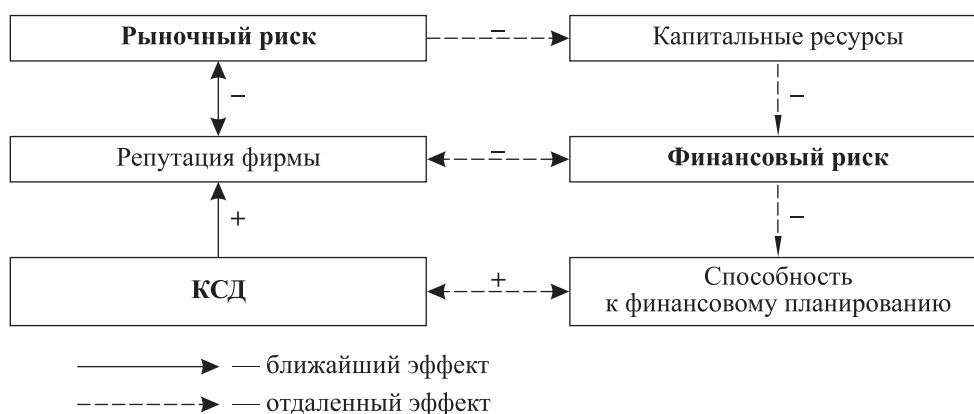 Рыночный риск
–
Капитальные ресурсы
–
–
Репутация фирмы
–
Финансовый риск
+
–
КСД
+
Способность
к финансовому планированию
— ближайший эффект
— отдаленный эффект